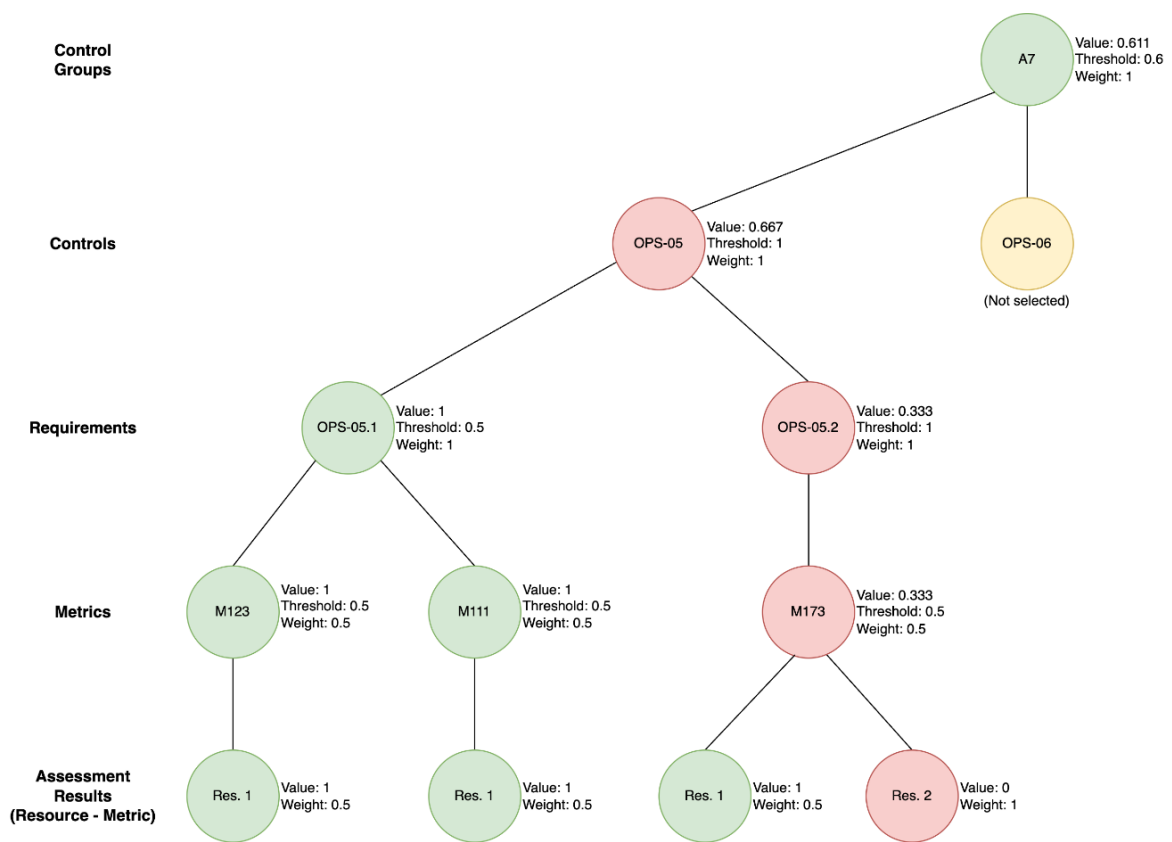 Control
Groups
A7
Value: 0.611
Threshold: 0.6
Weight: 1
Controls
OPS-05
Value: 0.667
Threshold: 1
Weight: 1
OPS-06
(Not selected)
Requirements
OPS-05.1
Value: 1
Threshold: 0.5
Weight: 1
OPS-05.2
Value: 0.333
Threshold: 1
Weight: 1
Metrics
M123
Value: 1
Threshold: 0.5
Weight: 0.5
M111
Value: 1
Threshold: 0.5
Weight: 0.5
M173
Value: 0.333
Threshold: 0.5
Weight: 0.5
Assessment
Results
(Resource - Metric)
Res. 1
Value: 1
Weight: 0.5
Res. 1
Value: 1
Weight: 0.5
Res. 1
Value: 1
Weight: 0.5
Res. 2
Value: 0
Weight: 1